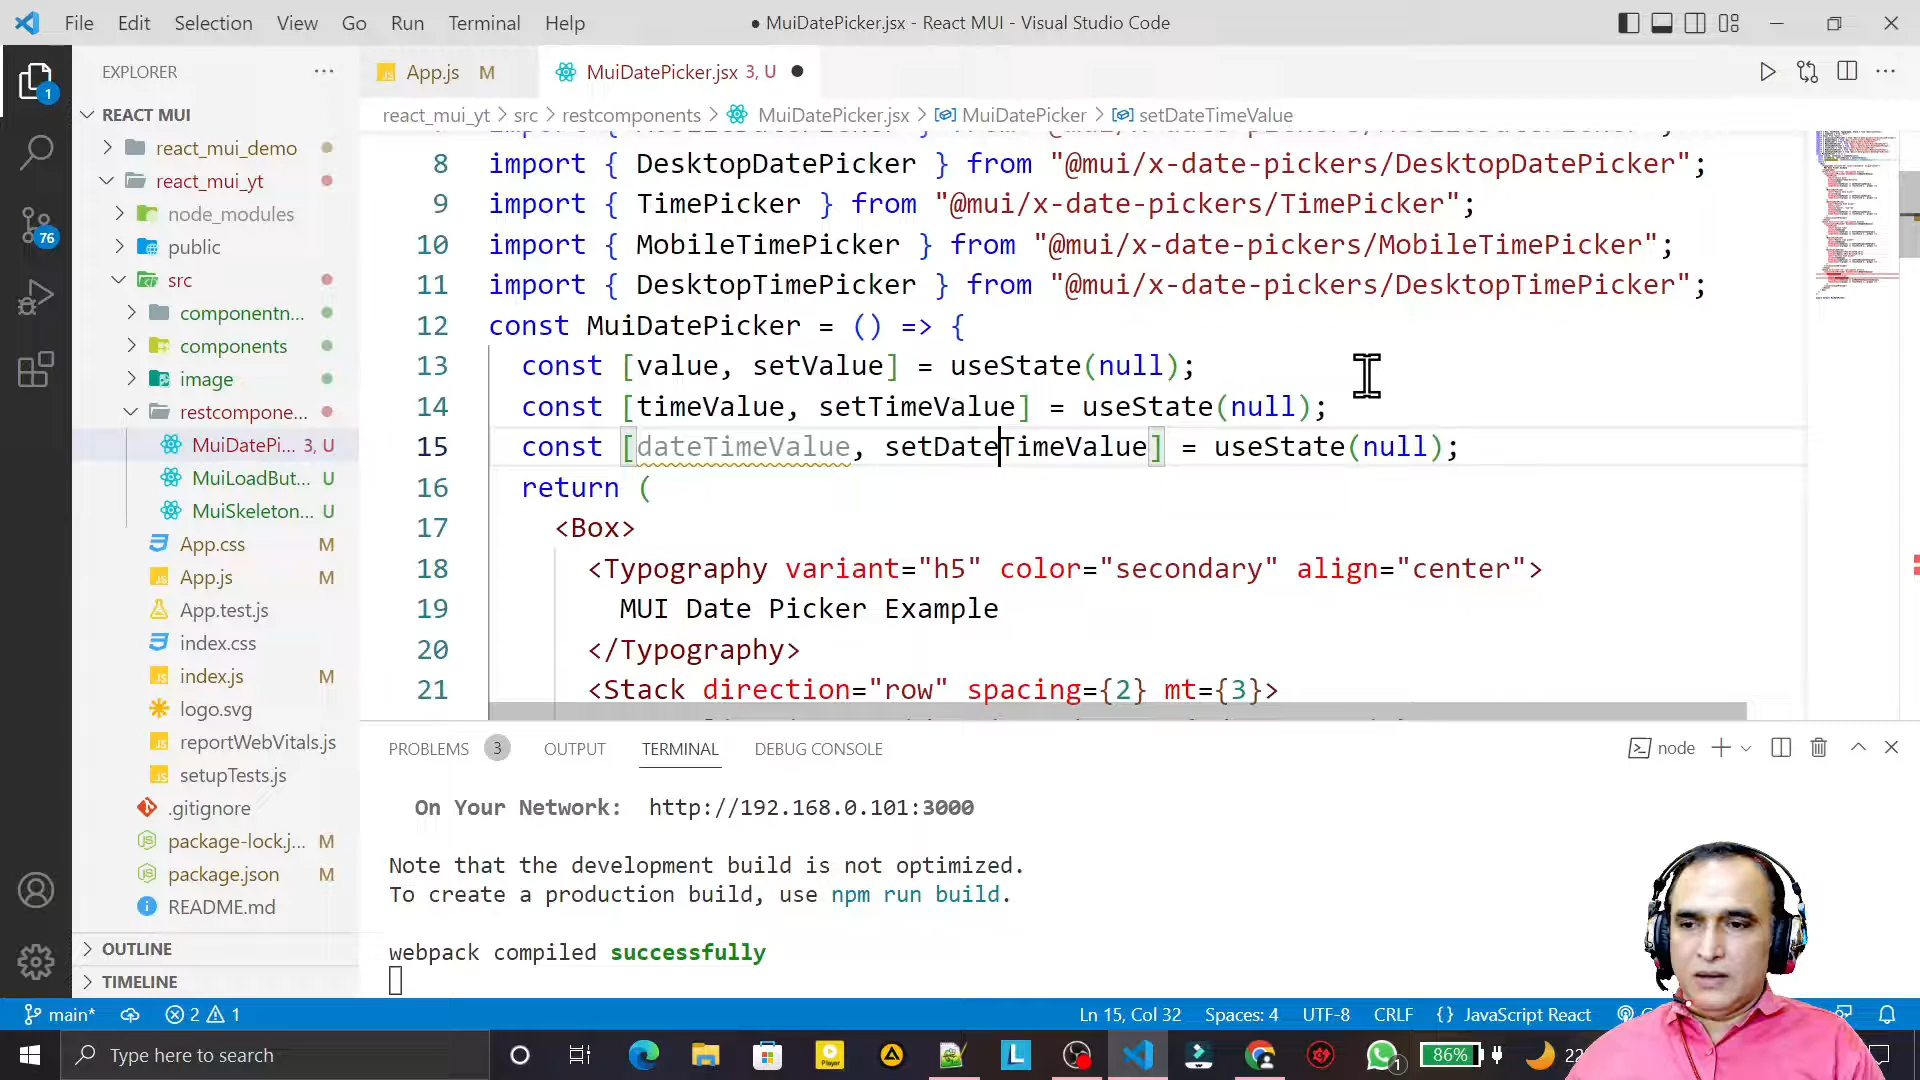 File Edit Selection View Go Run Terminal Help
● MuiDatePicker.jsx - React MUI - Visual Studio Code
EXPLORER
App.js M
MuiDatePicker.jsx 3, U
REACT MUI
react_mui_yt > src > restcomponents > MuiDatePicker.jsx > MuiDatePicker > setDateTimeValue
react_mui_demo
react_mui_yt
node_modules
public
src
componentn...
components
image
restcompone...
MuiDatePi... 3, U
MuiLoadBut... U
MuiSkeleton... U
App.css M
App.js M
App.test.js
index.css
index.js M
logo.svg
reportWebVitals.js
setupTests.js
.gitignore
package-lock.j... M
package.json M
README.md
OUTLINE
TIMELINE
1
76
8 import { DesktopDatePicker } from "@mui/x-date-pickers/DesktopDatePicker";
9 import { TimePicker } from "@mui/x-date-pickers/TimePicker";
10 import { MobileTimePicker } from "@mui/x-date-pickers/MobileTimePicker";
11 import { DesktopTimePicker } from "@mui/x-date-pickers/DesktopTimePicker";
12 const MuiDatePicker = () => {
13 const [value, setValue] = useState(null);
14 const [timeValue, setTimeValue] = useState(null);
15 const [dateTimeValue, setDateTimeValue] = useState(null);
16 return (
17 <Box>
18 <Typography variant="h5" color="secondary" align="center">
19 MUI Date Picker Example
20 </Typography>
21 <Stack direction="row" spacing={2} mt={3}>
PROBLEMS 3 OUTPUT TERMINAL DEBUG CONSOLE
node
On Your Network: http://192.168.0.101:3000
Note that the development build is not optimized.
To create a production build, use npm run build.
webpack compiled successfully
main* 2 1
Ln 15, Col 32 Spaces: 4 UTF-8 CRLF {} JavaScript React
Type here to search
86%